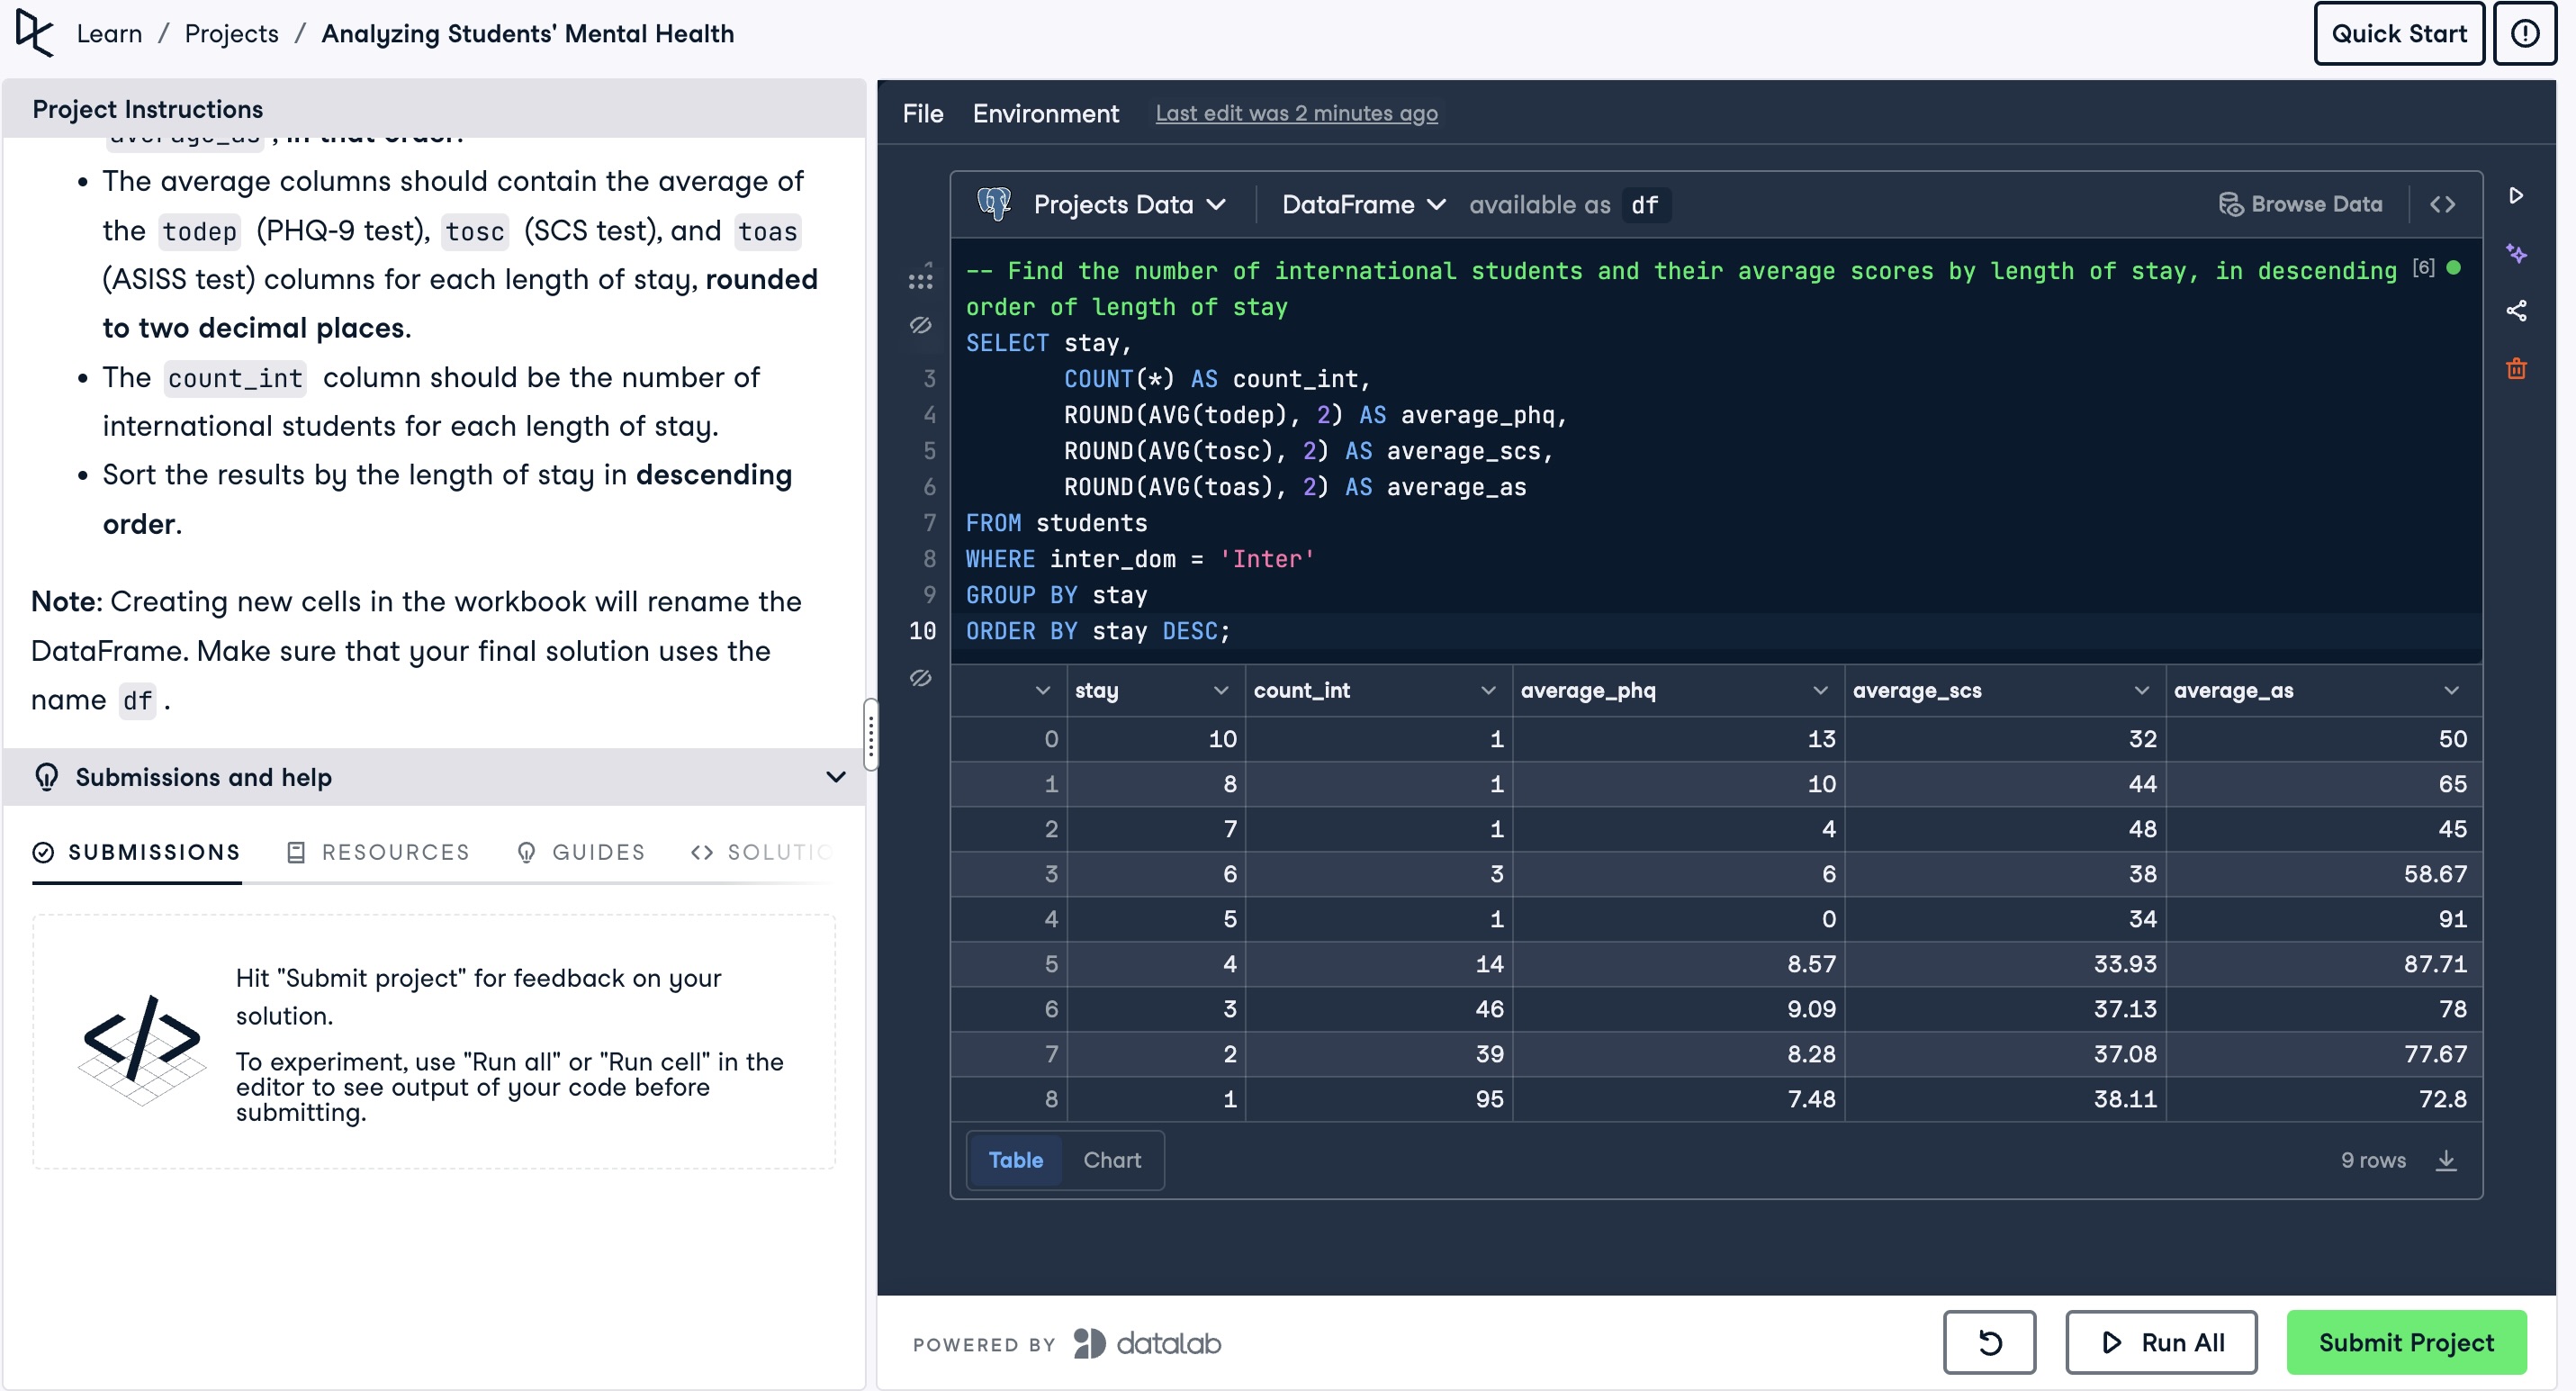 Learn / Projects / Analyzing Students' Mental Health
Quick Start
Project Instructions
average_as , in that order.
• The average columns should contain the average of
the todep (PHQ-9 test), tosc (SCS test), and toas
(ASISS test) columns for each length of stay, rounded
to two decimal places.
• The count_int column should be the number of
international students for each length of stay.
• Sort the results by the length of stay in descending
order.
Note: Creating new cells in the workbook will rename the
DataFrame. Make sure that your final solution uses the
name df .
Submissions and help
SUBMISSIONS RESOURCES GUIDES <> SOLUTIO
Hit "Submit project" for feedback on your
solution.
To experiment, use "Run all" or "Run cell" in the
editor to see output of your code before
submitting.
File Environment Last edit was 2 minutes ago
Projects Data DataFrame available as df Browse Data <>
-- Find the number of international students and their average scores by length of stay, in descending [6]
order of length of stay
SELECT stay,
3 COUNT(*) AS count_int,
4 ROUND(AVG(todep), 2) AS average_phq,
5 ROUND(AVG(tosc), 2) AS average_scs,
6 ROUND(AVG(toas), 2) AS average_as
7 FROM students
8 WHERE inter_dom = 'Inter'
9 GROUP BY stay
10 ORDER BY stay DESC;
stay count_int average_phq average_scs average_as
0 10 1 13 32 50
1 8 1 10 44 65
2 7 1 4 48 45
3 6 3 6 38 58.67
4 5 1 0 34 91
5 4 14 8.57 33.93 87.71
6 3 46 9.09 37.13 78
7 2 39 8.28 37.08 77.67
8 1 95 7.48 38.11 72.8
Table Chart 9 rows
POWERED BY datalab Run All Submit Project